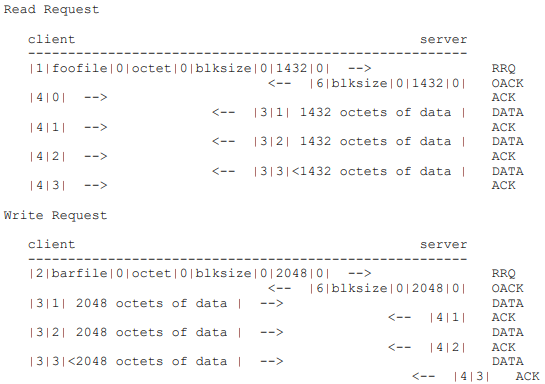 Read Request
client server
-------------------------------------------------------
|1|foofile|0|octet|0|blksize|0|1432|0| --> RRQ
<-- |6|blksize|0|1432|0| OACK
|4|0| --> ACK
<-- |3|1| 1432 octets of data | DATA
|4|1| --> ACK
<-- |3|2| 1432 octets of data | DATA
|4|2| --> ACK
<-- |3|3|<1432 octets of data | DATA
|4|3| --> ACK
Write Request
client server
-------------------------------------------------------
|2|barfile|0|octet|0|blksize|0|2048|0| --> RRQ
<-- |6|blksize|0|2048|0| OACK
|3|1| 2048 octets of data | --> DATA
<-- |4|1| ACK
|3|2| 2048 octets of data | --> DATA
<-- |4|2| ACK
|3|3|<2048 octets of data | --> DATA
<-- |4|3| ACK